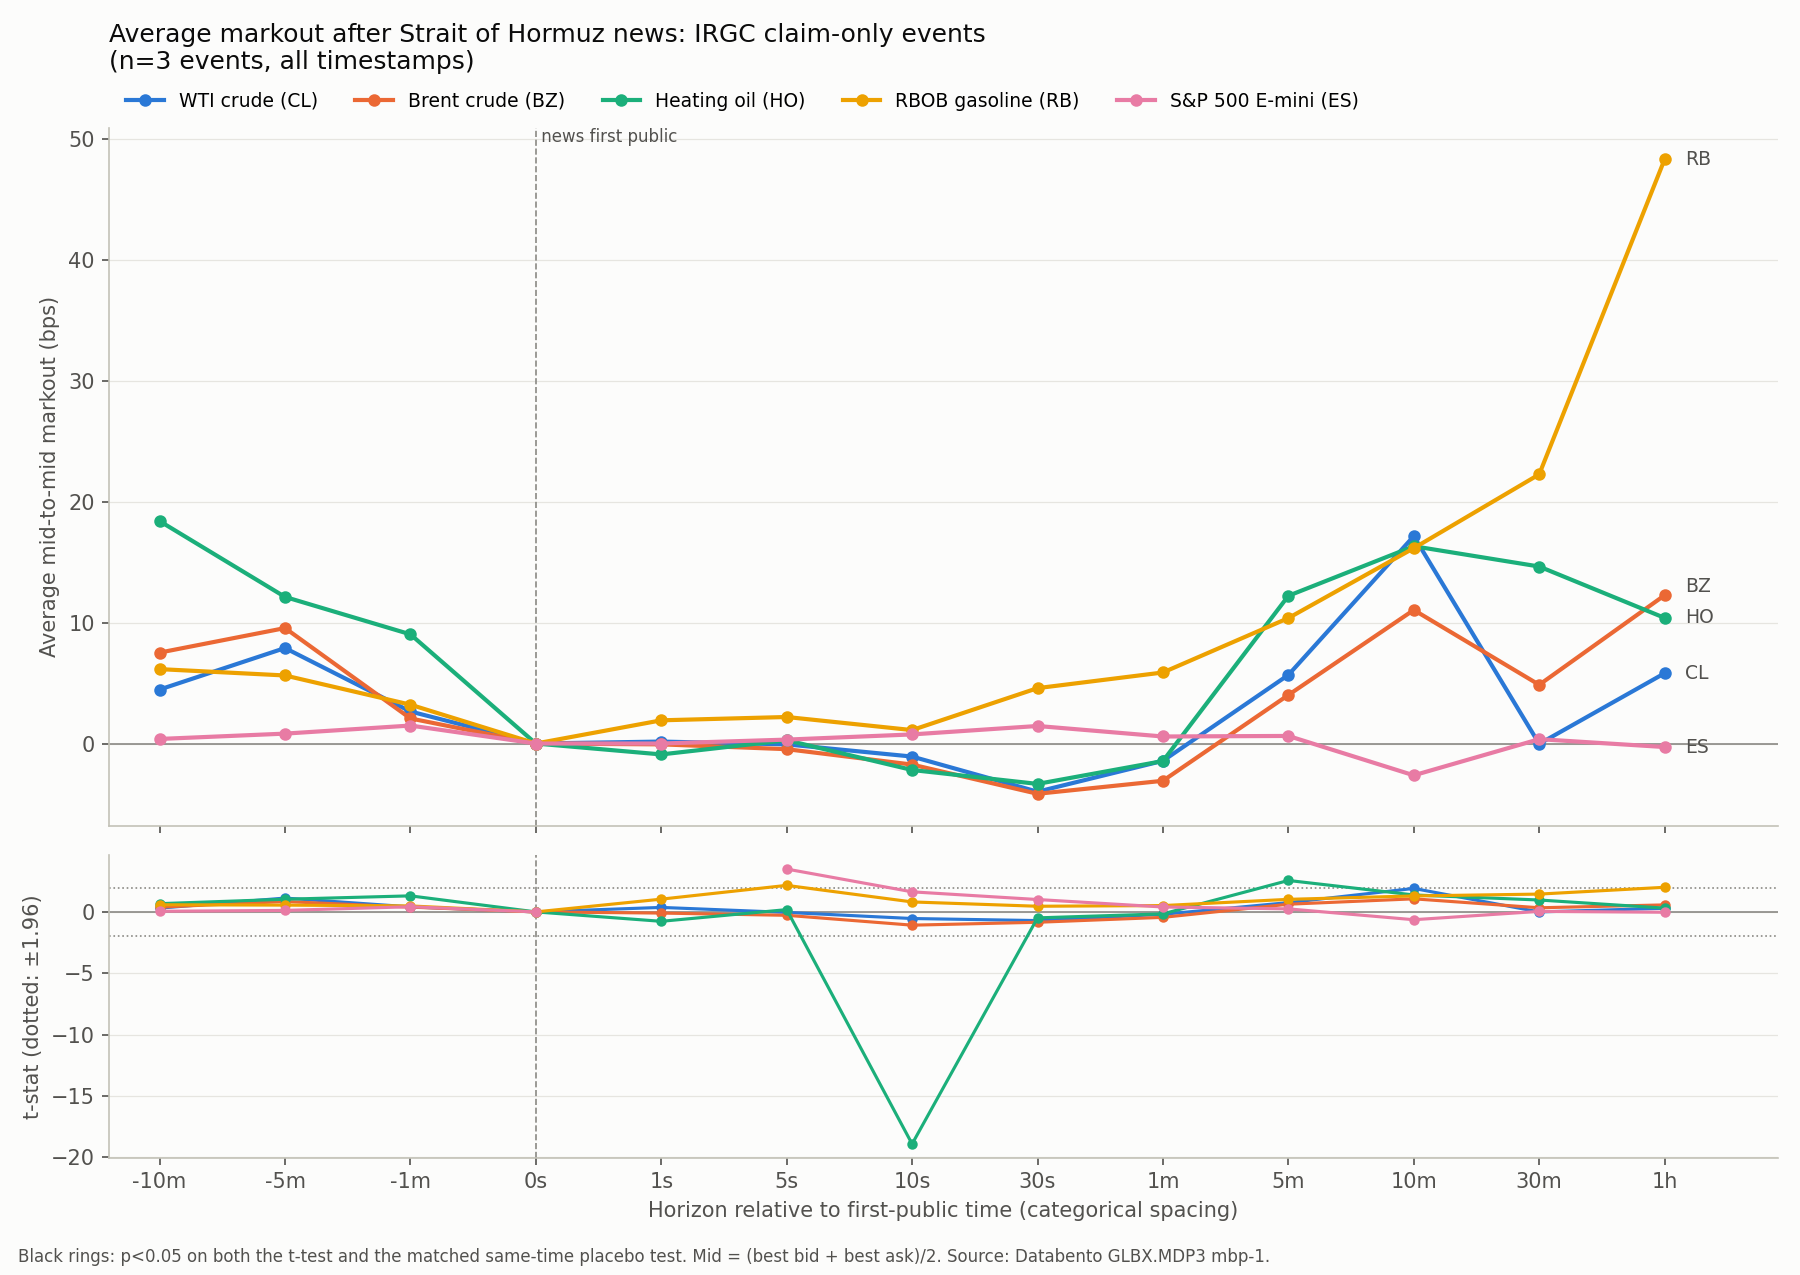 Average markout after Strait of Hormuz news: IRGC claim-only events
(n=3 events, all timestamps)
WTI crude (CL) Brent crude (BZ) Heating oil (HO) RBOB gasoline (RB) S&P 500 E-mini (ES)
news first public
Average mid-to-mid markout (bps)
50
40
30
20
10
0
RB
BZ
HO
CL
ES
t-stat (dotted: ±1.96)
0
−5
−10
−15
−20
-10m -5m -1m 0s 1s 5s 10s 30s 1m 5m 10m 30m 1h
Horizon relative to first-public time (categorical spacing)
Black rings: p<0.05 on both the t-test and the matched same-time placebo test. Mid = (best bid + best ask)/2. Source: Databento GLBX.MDP3 mbp-1.